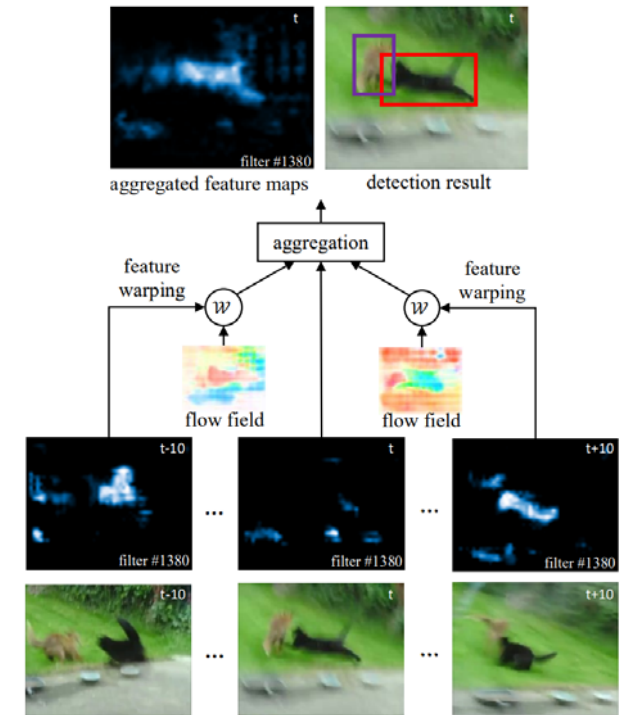 t
t
filter #1380
aggregated feature maps
detection result
aggregation
feature
warping
feature
warping
W
W
flow field
flow field
t-10
t
t+10
...
...
filter #1380
filter #1380
filter #1380
t-10
t
t+10
...
...